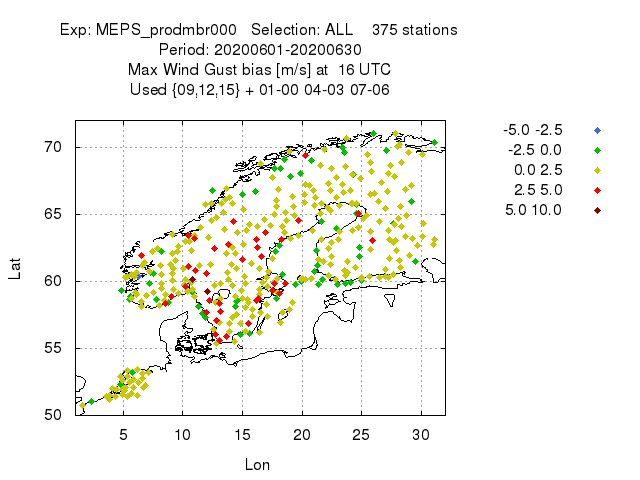 Exp: MEPS_prodmbr000 Selection: ALL 375 stations
Period: 20200601-20200630
Max Wind Gust bias [m/s] at 16 UTC
Used {09,12,15} + 01-00 04-03 07-06
-5.0 -2.5
-2.5 0.0
0.0 2.5
2.5 5.0
5.0 10.0
70
65
60
55
50
Lat
5 10 15 20 25 30
Lon